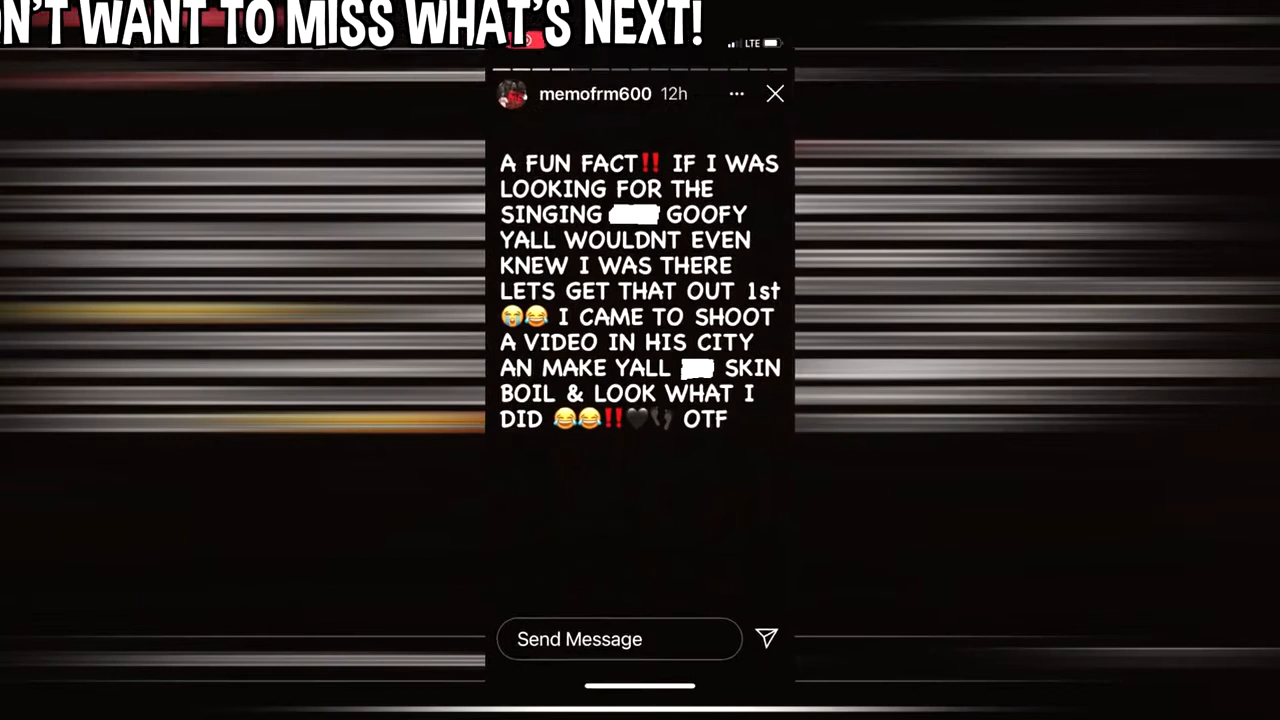 ON'T WANT TO MISS WHAT'S NEXT!
LTE
memofrm600 12h
A FUN FACT‼️ IF I WAS
LOOKING FOR THE
SINGING GOOFY
YALL WOULDNT EVEN
KNEW I WAS THERE
LETS GET THAT OUT 1st
😭😂 I CAME TO SHOOT
A VIDEO IN HIS CITY
AN MAKE YALL SKIN
BOIL & LOOK WHAT I
DID 😂😂‼️🖤👣 OTF
Send Message